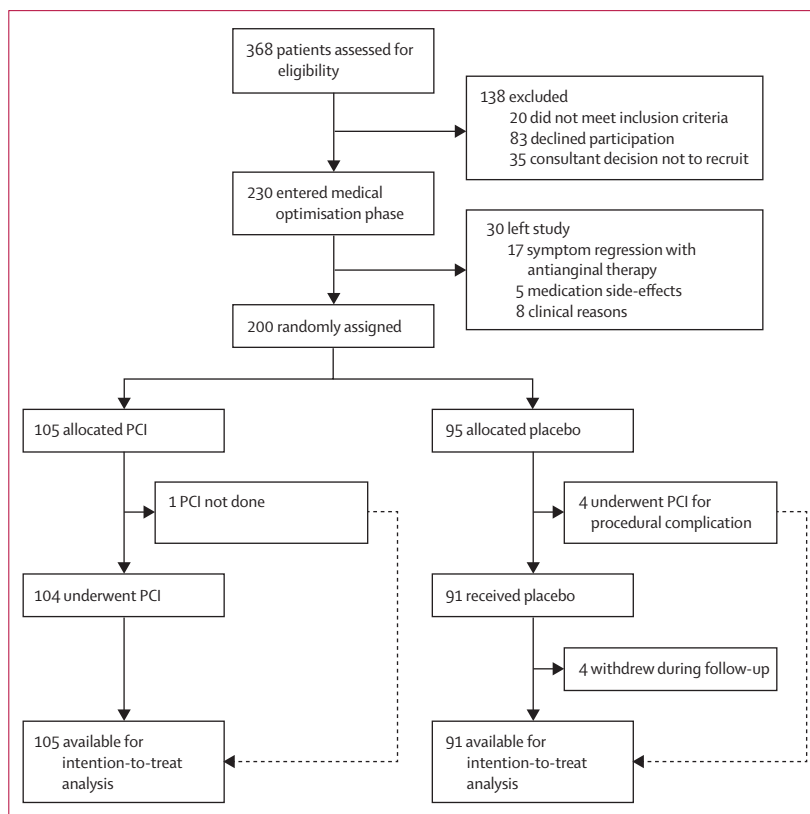 368 patients assessed for
eligibility
138 excluded
20 did not meet inclusion criteria
83 declined participation
35 consultant decision not to recruit
230 entered medical
optimisation phase
30 left study
17 symptom regression with
antianginal therapy
5 medication side-effects
8 clinical reasons
200 randomly assigned
105 allocated PCI
95 allocated placebo
1 PCI not done
4 underwent PCI for
procedural complication
104 underwent PCI
91 received placebo
4 withdrew during follow-up
105 available for
intention-to-treat
analysis
91 available for
intention-to-treat
analysis